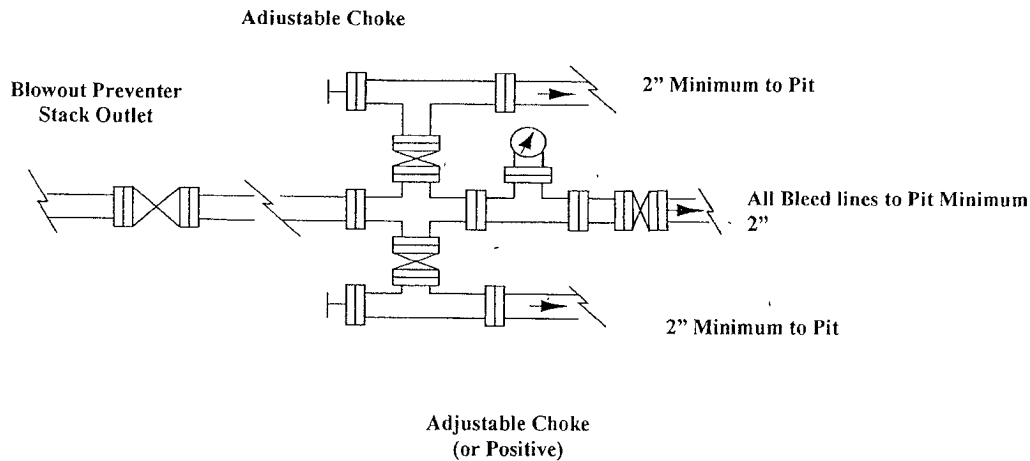 Adjustable Choke
Blowout Preventer
Stack Outlet
2” Minimum to Pit
All Bleed lines to Pit Minimum
2”
2” Minimum to Pit
Adjustable Choke
(or Positive)